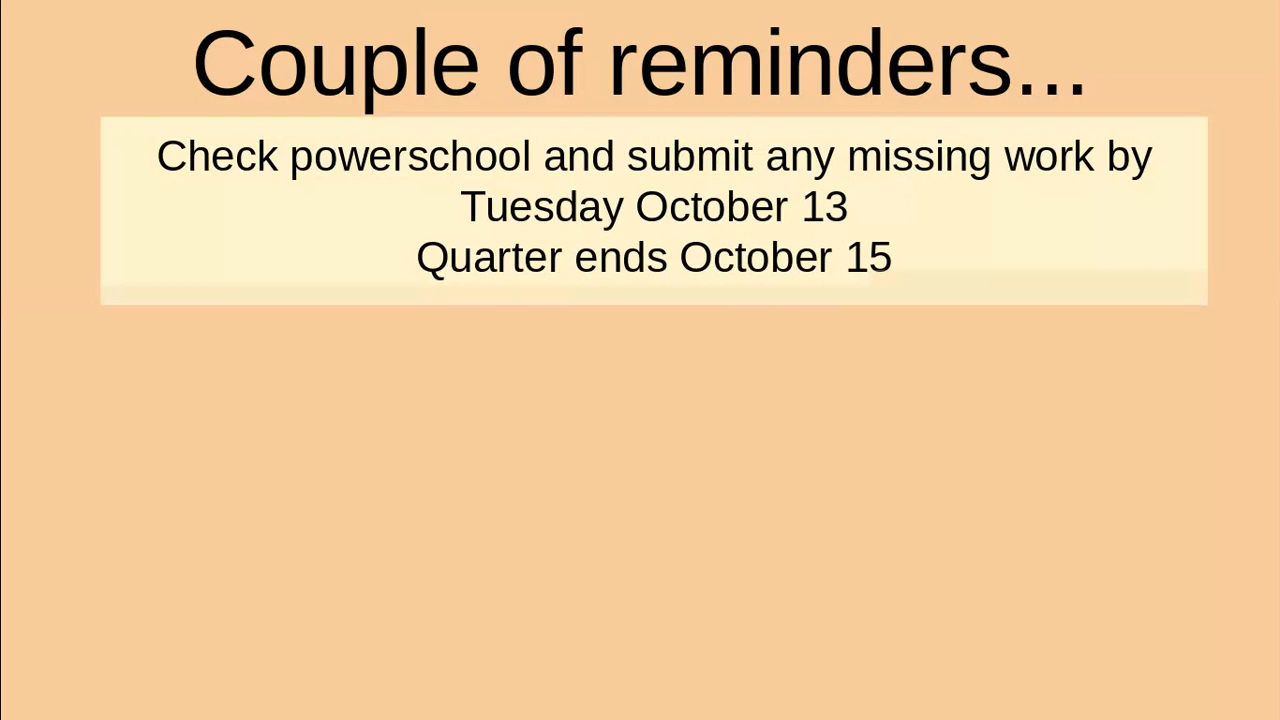 Couple of reminders...
Check powerschool and submit any missing work by
Tuesday October 13
Quarter ends October 15